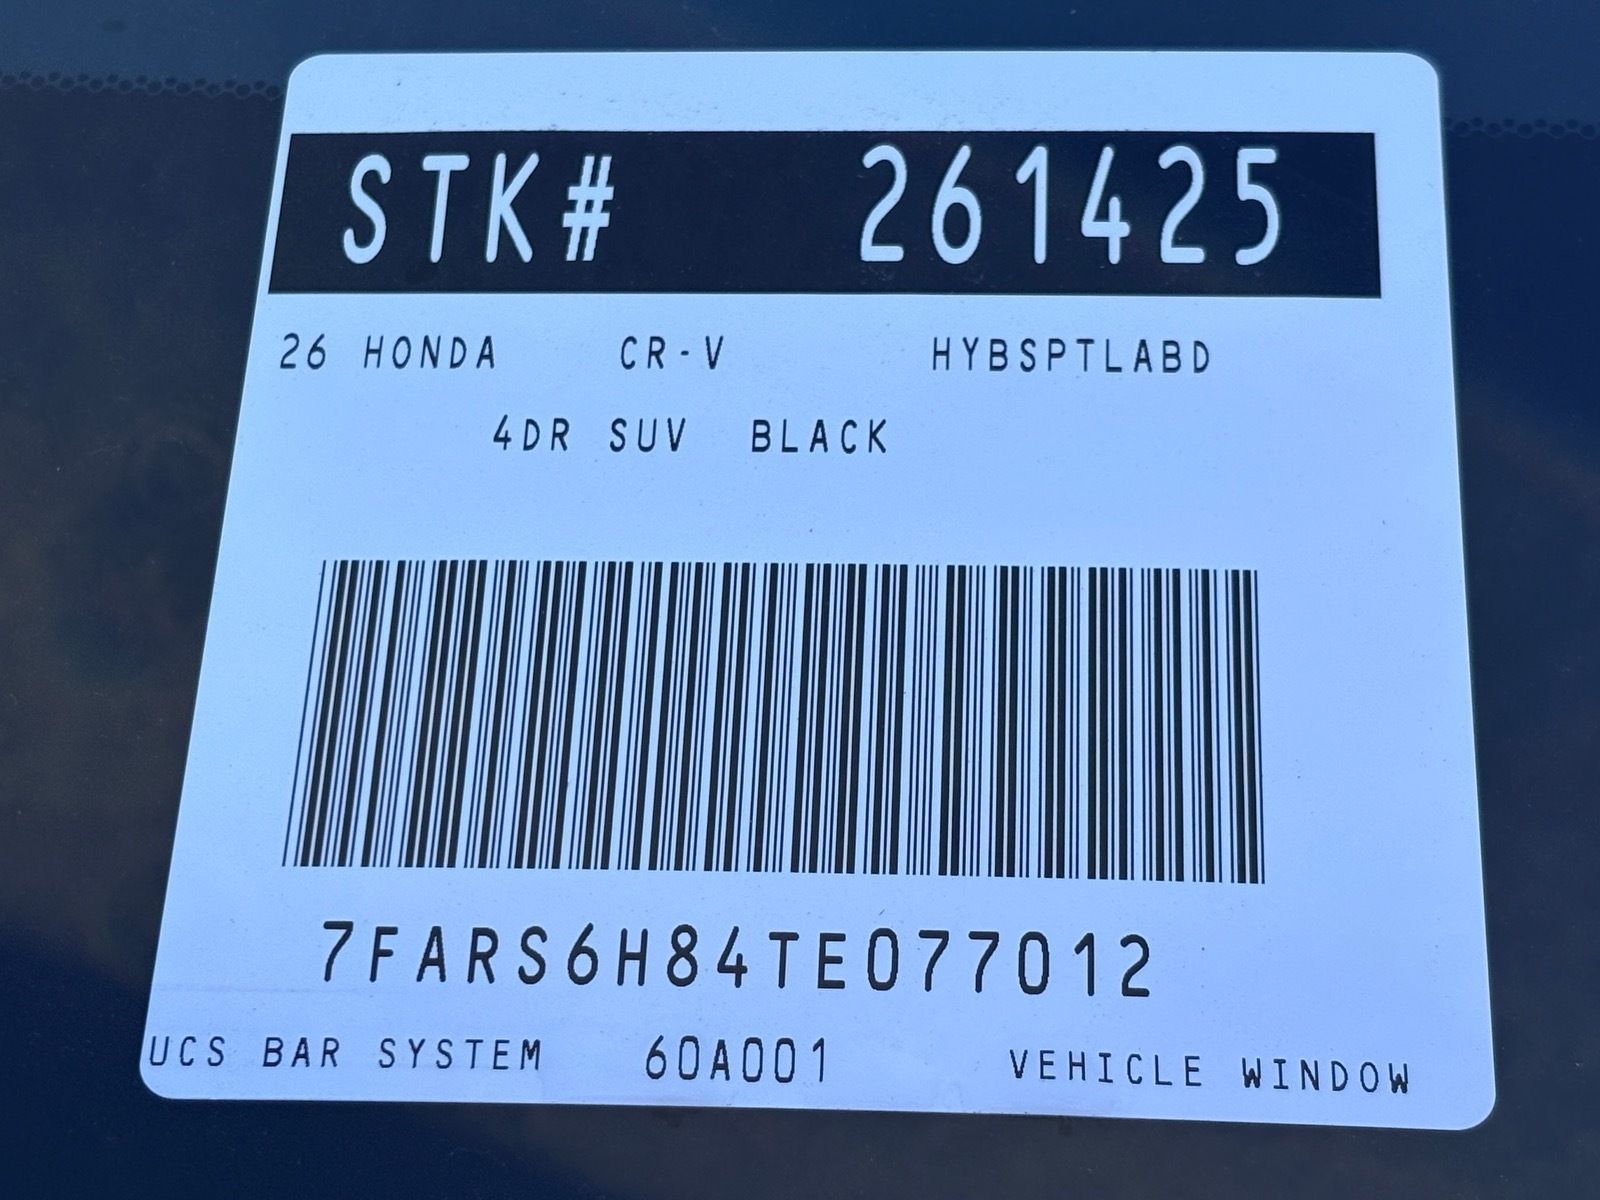 STK# 261425
26 HONDA CR-V HYBSPTLABD
4DR SUV BLACK
7FARS6H84TE077012
UCS BAR SYSTEM 60A001 VEHICLE WINDOW